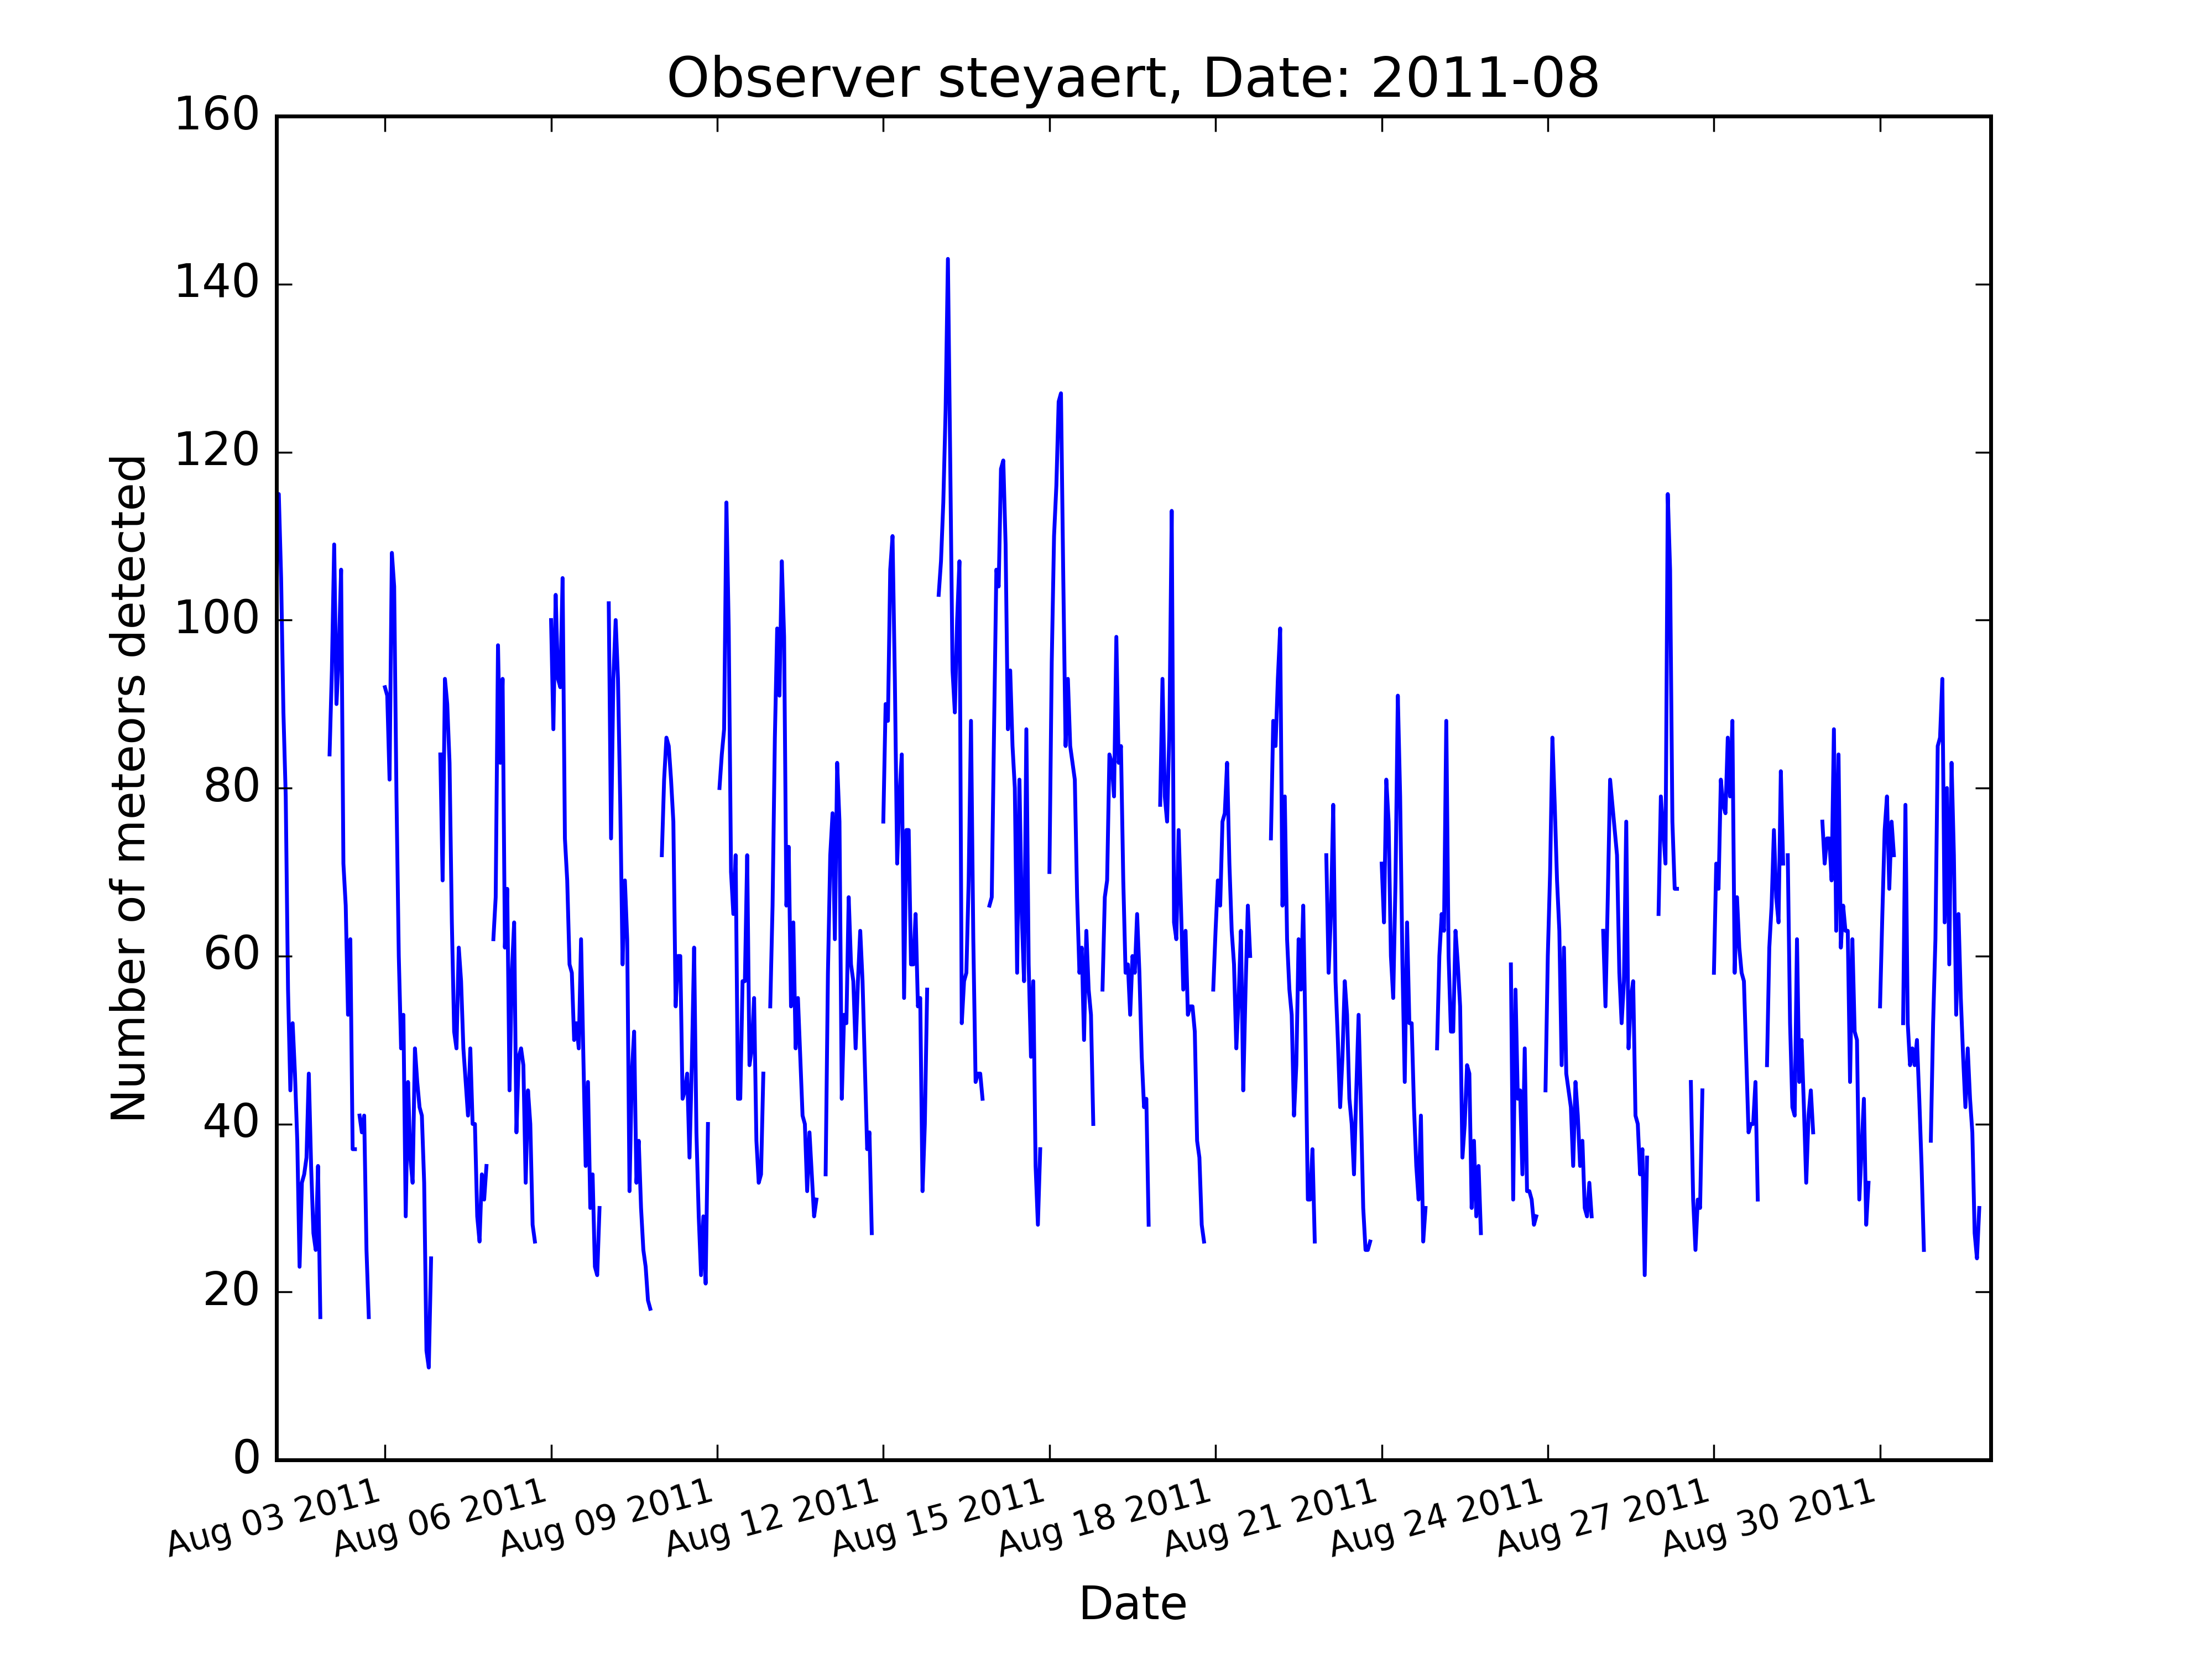 Observer steyaert, Date: 2011-08
160
140
120
100
80
60
40
20
0
Number of meteors detected
Aug 03 2011
Aug 06 2011
Aug 09 2011
Aug 12 2011
Aug 15 2011
Aug 18 2011
Aug 21 2011
Aug 24 2011
Aug 27 2011
Aug 30 2011
Date